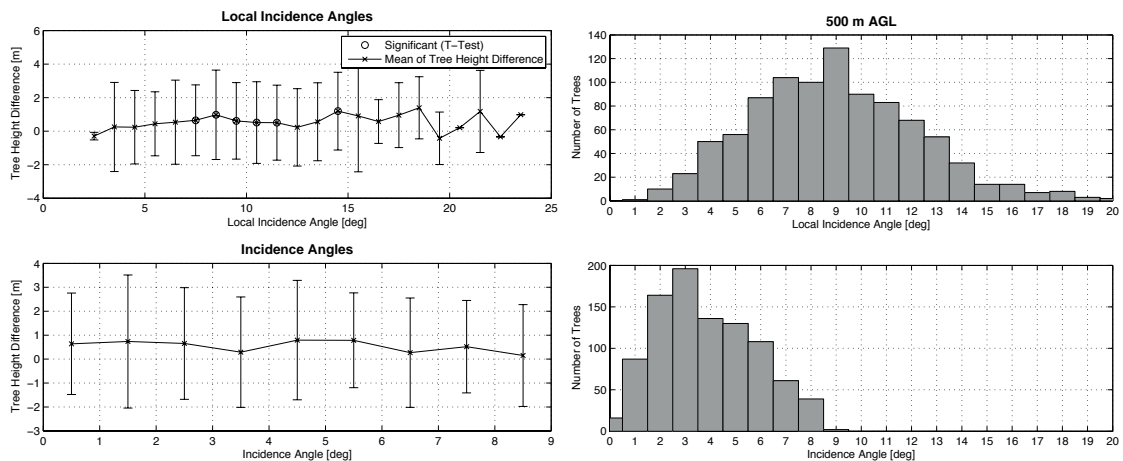 Local Incidence Angles
6
4
2
0
−2
−4
Tree Height Difference [m]
Significant (T−Test)
Mean of Tree Height Difference
0 5 10 15 20 25
Local Incidence Angle [deg]
500 m AGL
140
120
100
80
60
40
20
0
Number of Trees
0 1 2 3 4 5 6 7 8 9 10 11 12 13 14 15 16 17 18 19 20
Local Incidence Angle [deg]
Incidence Angles
4
3
2
1
0
−1
−2
−3
Tree Height Difference [m]
0 1 2 3 4 5 6 7 8 9
Incidence Angle [deg]
200
150
100
50
0
Number of Trees
0 1 2 3 4 5 6 7 8 9 10 11 12 13 14 15 16 17 18 19 20
Incidence Angle [deg]